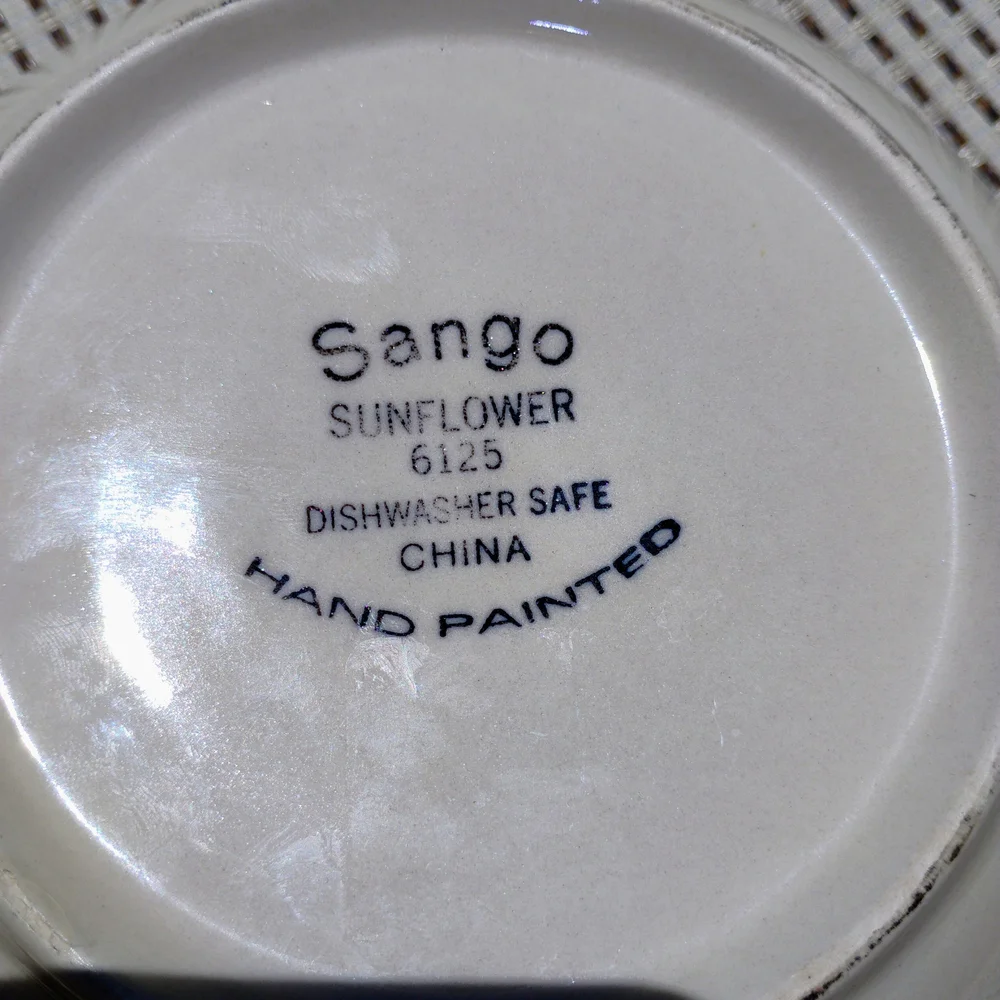 Sango
SUNFLOWER
6125
DISHWASHER SAFE
CHINA
HAND PAINTED